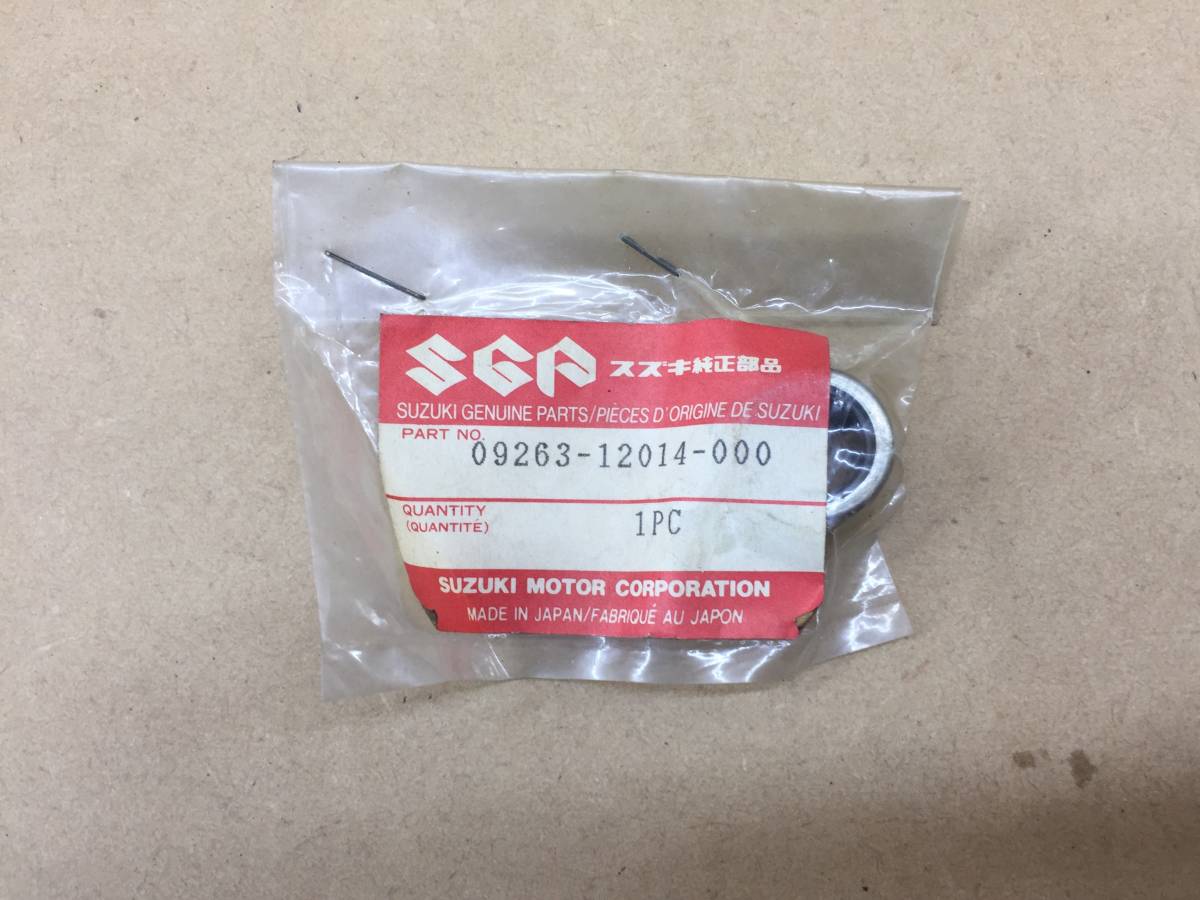 SGP スズキ純正部品
SUZUKI GENUINE PARTS/PIÈCES D'ORIGINE DE SUZUKI
PART NO. 09263-12014-000
QUANTITY
(QUANTITÉ) 1PC
SUZUKI MOTOR CORPORATION
MADE IN JAPAN/FABRIQUÉ AU JAPON